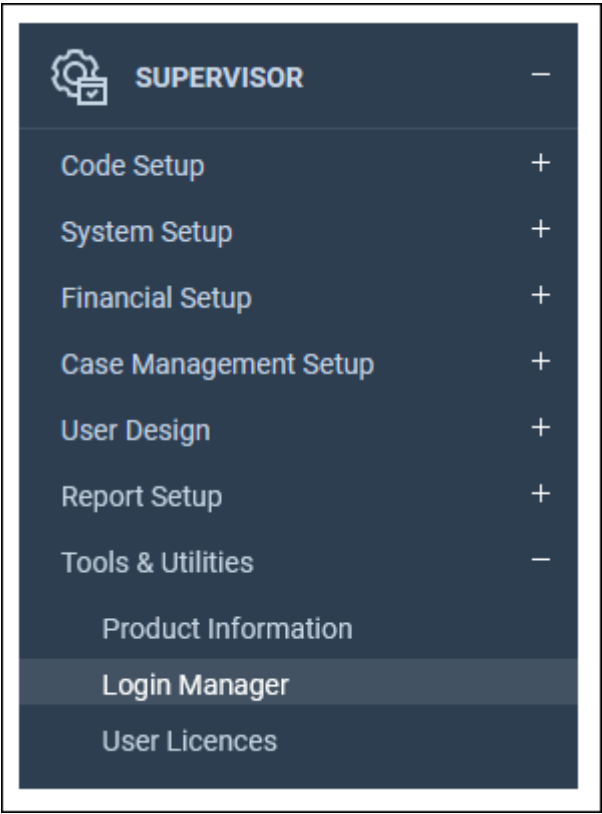 SUPERVISOR −
Code Setup +
System Setup +
Financial Setup +
Case Management Setup +
User Design +
Report Setup +
Tools & Utilities −
Product Information
Login Manager
User Licences